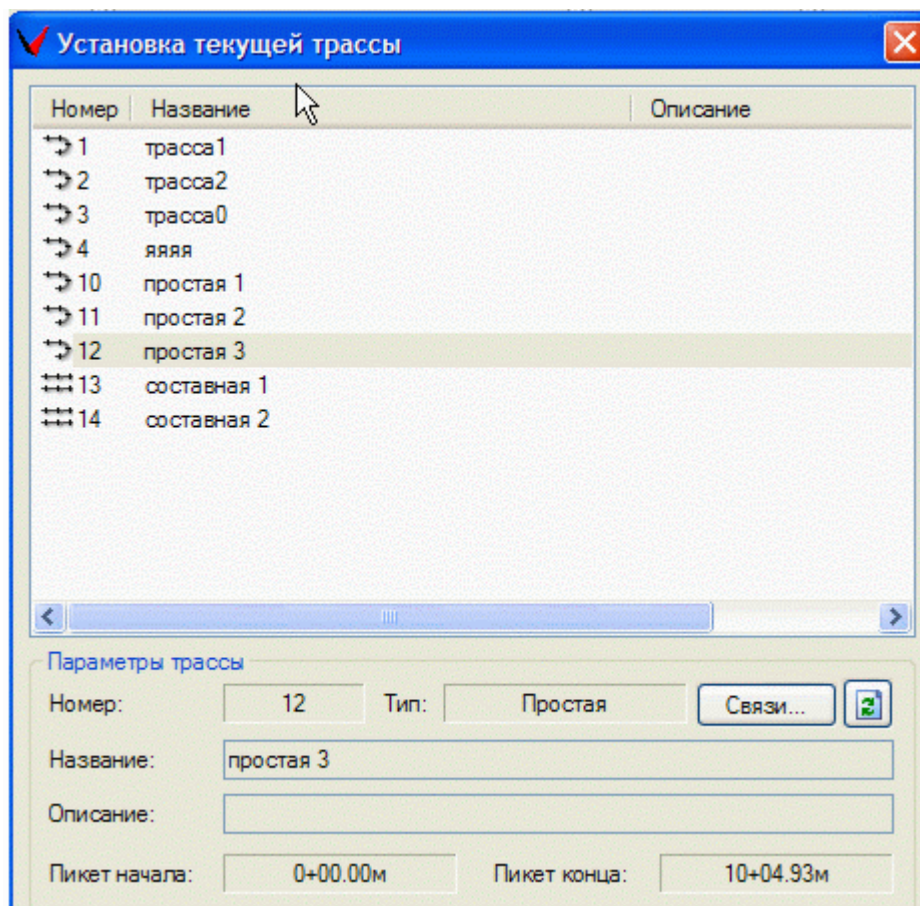 Установка текущей трассы
Номер Название Описание
1 трасса1
2 трасса2
3 трасса0
4 яяяя
10 простая 1
11 простая 2
12 простая 3
13 составная 1
14 составная 2
Параметры трассы
Номер: 12 Тип: Простая Связи...
Название: простая 3
Описание:
Пикет начала: 0+00.00м Пикет конца: 10+04.93м